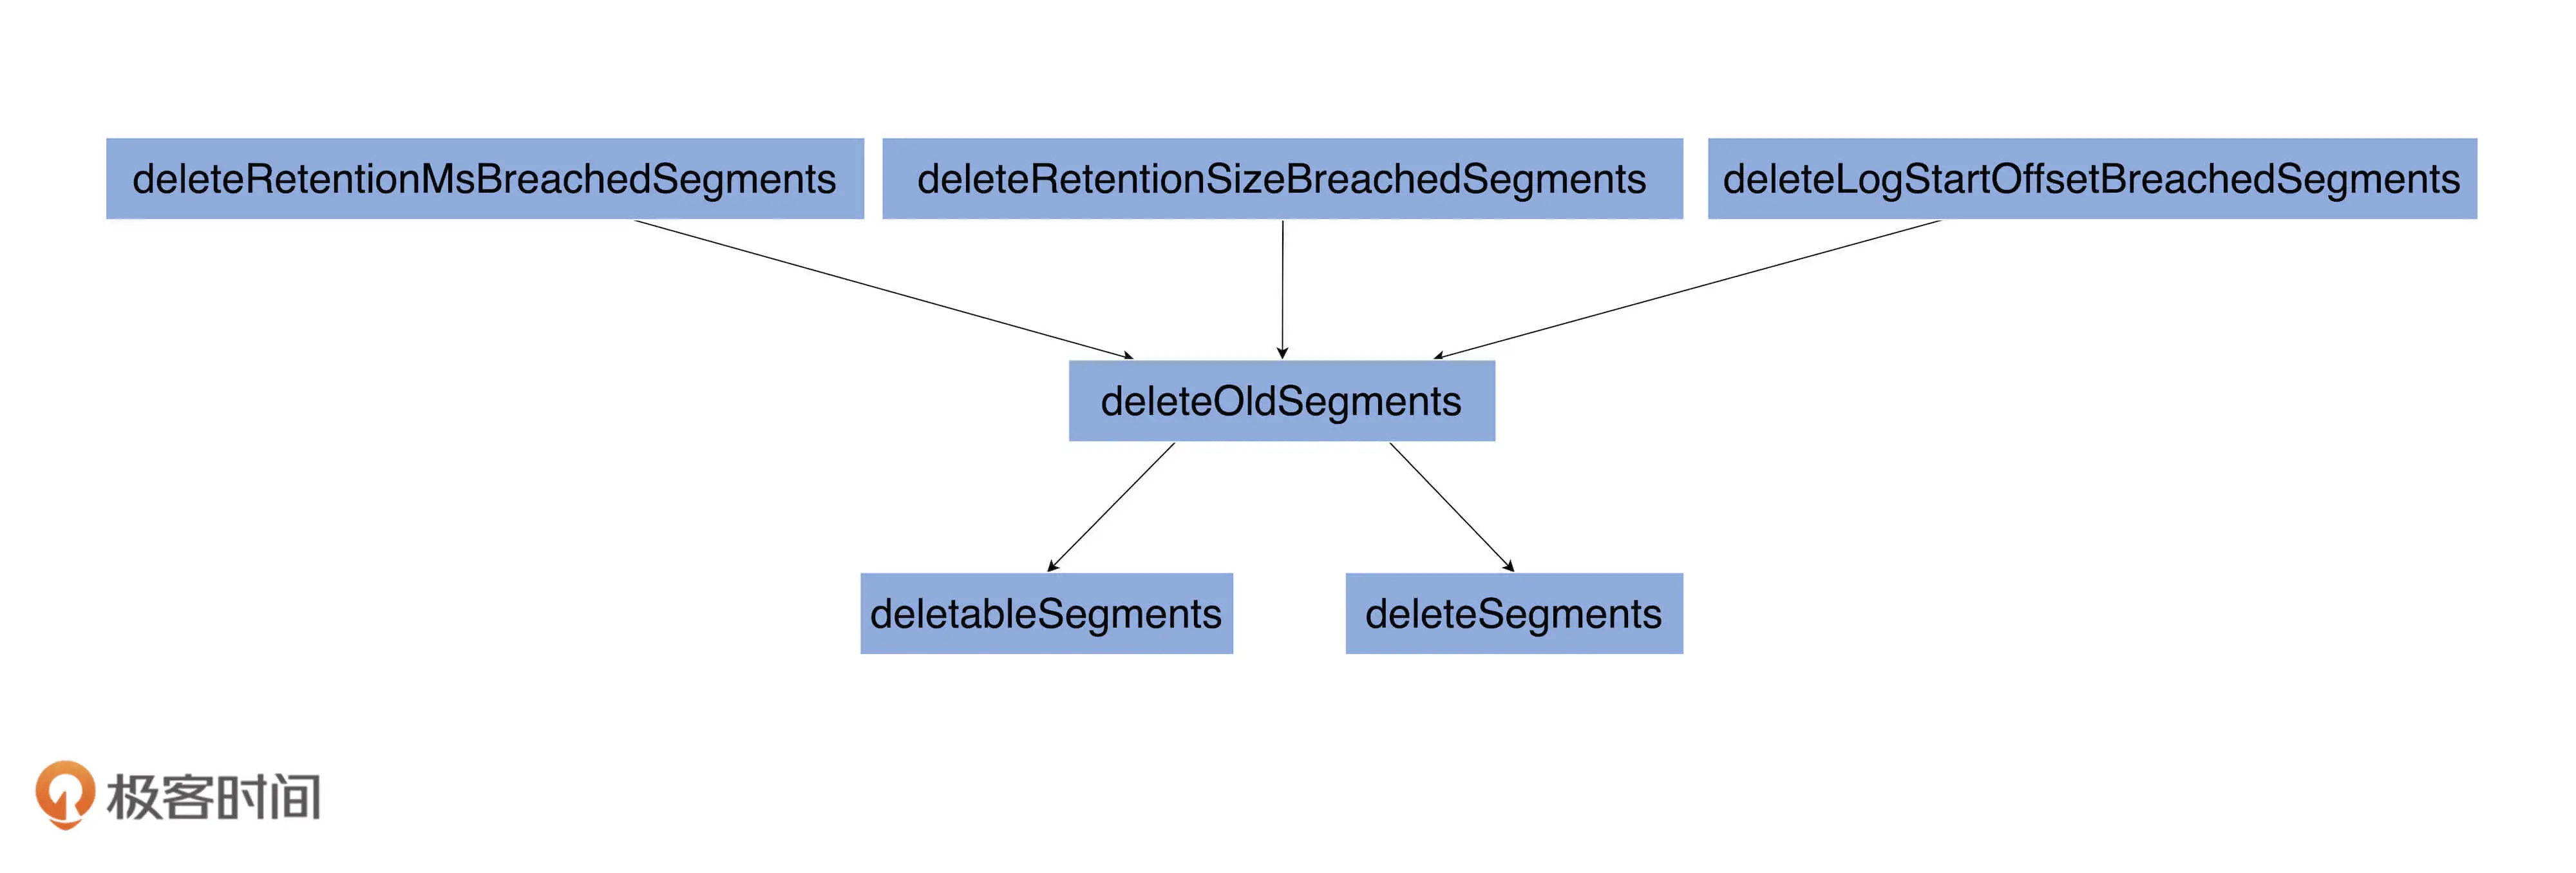 deleteRetentionMsBreachedSegments
deleteRetentionSizeBreachedSegments
deleteLogStartOffsetBreachedSegments
deleteOldSegments
deletableSegments
deleteSegments
极客时间